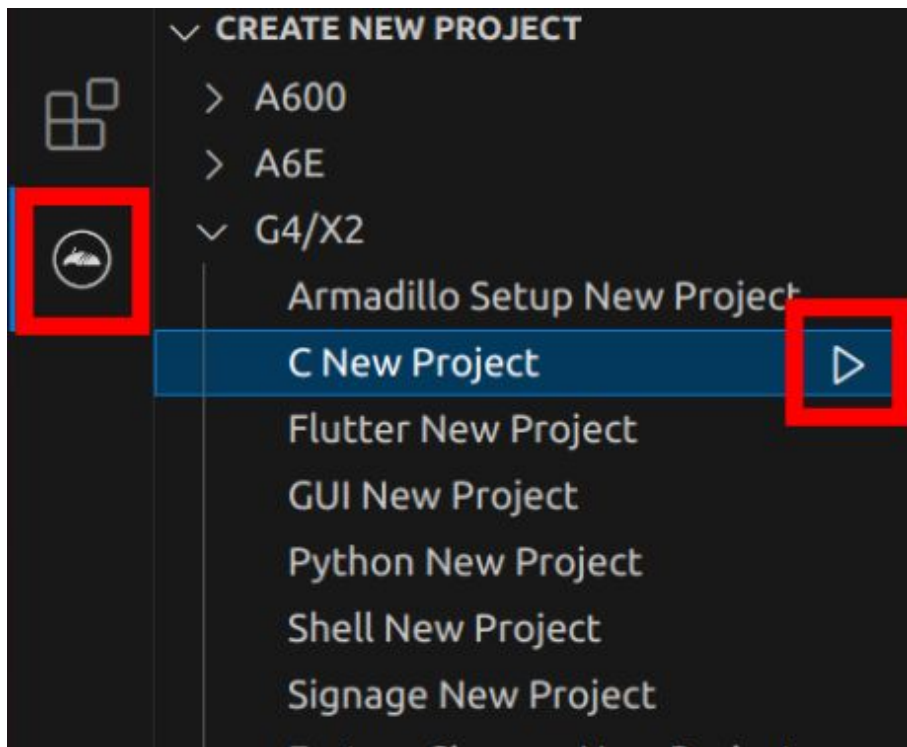 CREATE NEW PROJECT
A600
A6E
G4/X2
Armadillo Setup New Project
C New Project
Flutter New Project
GUI New Project
Python New Project
Shell New Project
Signage New Project